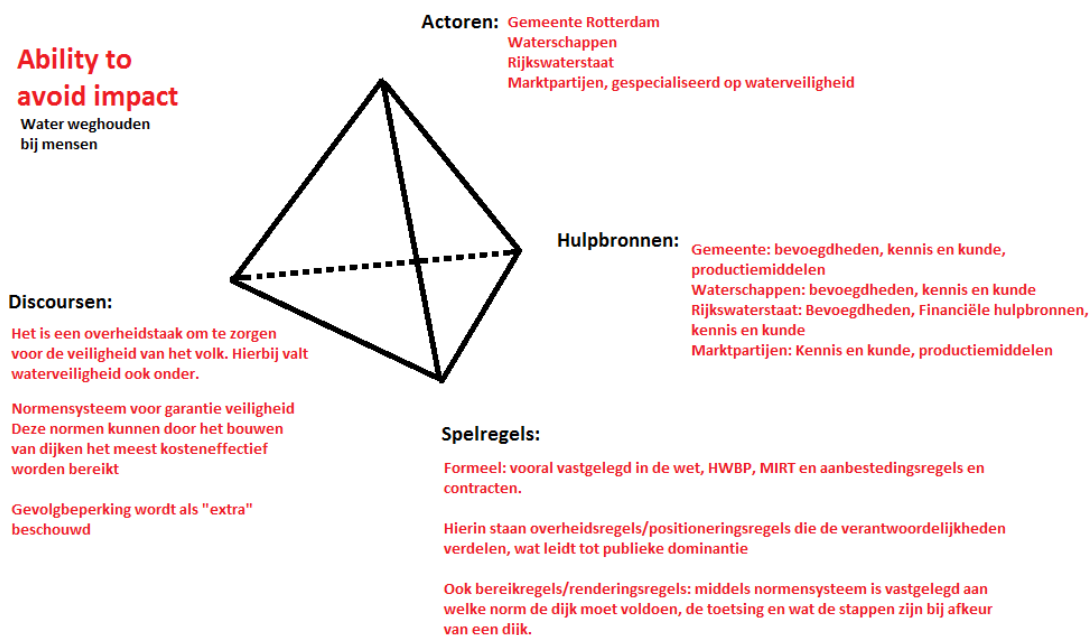 Ability to
avoid impact
Water weghouden
bij mensen
Actoren: Gemeente Rotterdam
Waterschappen
Rijkswaterstaat
Marktpartijen, gespecialiseerd op waterveiligheid
Hulpbronnen: Gemeente: bevoegdheden, kennis en kunde,
productiemiddelen
Waterschappen: bevoegdheden, kennis en kunde
Rijkswaterstaat: Bevoegdheden, Financiële hulpbronnen,
kennis en kunde
Marktpartijen: Kennis en kunde, productiemiddelen
Discoursen:
Het is een overheidstaak om te zorgen
voor de veiligheid van het volk. Hierbij valt
waterveiligheid ook onder.
Normensysteem voor garantie veiligheid
Deze normen kunnen door het bouwen
van dijken het meest kosteneffectief
worden bereikt
Gevolgbeperking wordt als "extra"
beschouwd
Spelregels:
Formeel: vooral vastgelegd in de wet, HWBP, MIRT en aanbestedingsregels en
contracten.
Hierin staan overheidsregels/positioneringsregels die de verantwoordelijkheden
verdelen, wat leidt tot publieke dominantie
Ook bereikregels/renderingsregels: middels normensysteem is vastgelegd aan
welke norm de dijk moet voldoen, de toetsing en wat de stappen zijn bij afkeur
van een dijk.